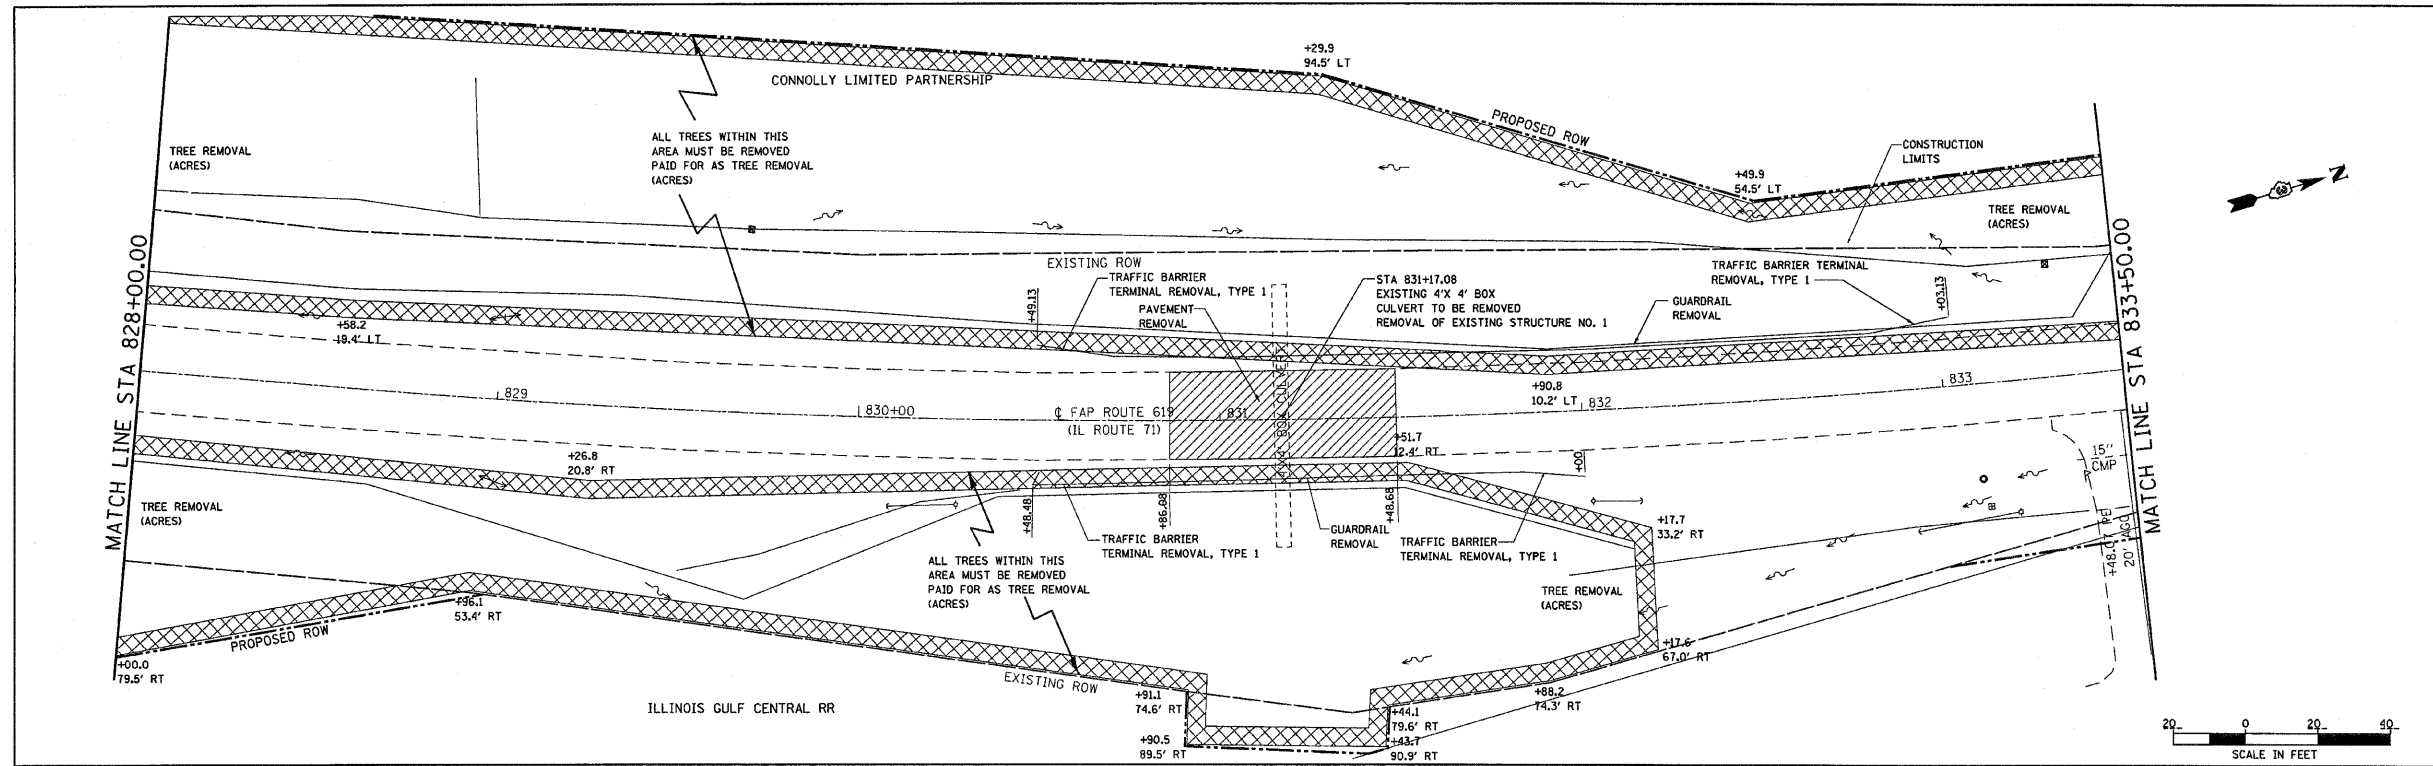 +29.9
94.5' LT
CONNOLLY LIMITED PARTNERSHIP
PROPOSED ROW
ALL TREES WITHIN THIS
AREA MUST BE REMOVED
PAID FOR AS TREE REMOVAL
(ACRES)
TREE REMOVAL
(ACRES)
CONSTRUCTION
LIMITS
+49.9
54.5' LT
N
TREE REMOVAL
(ACRES)
MATCH LINE STA 828+00.00
MATCH LINE STA 833+50.00
EXISTING ROW
TRAFFIC BARRIER
TERMINAL REMOVAL, TYPE 1
+49.13
PAVEMENT
REMOVAL
STA 831+17.08
EXISTING 4'X 4' BOX
CULVERT TO BE REMOVED
REMOVAL OF EXISTING STRUCTURE NO. 1
TRAFFIC BARRIER TERMINAL
REMOVAL, TYPE 1
+03.13
GUARDRAIL
REMOVAL
+58.2
19.4' LT
829
830+00
℄ FAP ROUTE 619
(IL ROUTE 71)
831
4'X4' BOX CULVERT
+90.8
10.2' LT
832
833
+51.7
12.4' RT
+26.8
20.8' RT
+00
15"
CMP
+48.48
+86.08
+48.68
TREE REMOVAL
(ACRES)
TRAFFIC BARRIER
TERMINAL REMOVAL, TYPE 1
GUARDRAIL
REMOVAL
TRAFFIC BARRIER
TERMINAL REMOVAL, TYPE 1
+17.7
33.2' RT
+48.07 PE
20' AGG
ALL TREES WITHIN THIS
AREA MUST BE REMOVED
PAID FOR AS TREE REMOVAL
(ACRES)
TREE REMOVAL
(ACRES)
+96.1
53.4' RT
PROPOSED ROW
+00.0
79.5' RT
+17.6
67.0' RT
EXISTING ROW
ILLINOIS GULF CENTRAL RR
+91.1
74.6' RT
+88.2
74.3' RT
+44.1
79.6' RT
+90.5
89.5' RT
+43.7
90.9' RT
20 0 20 40
SCALE IN FEET